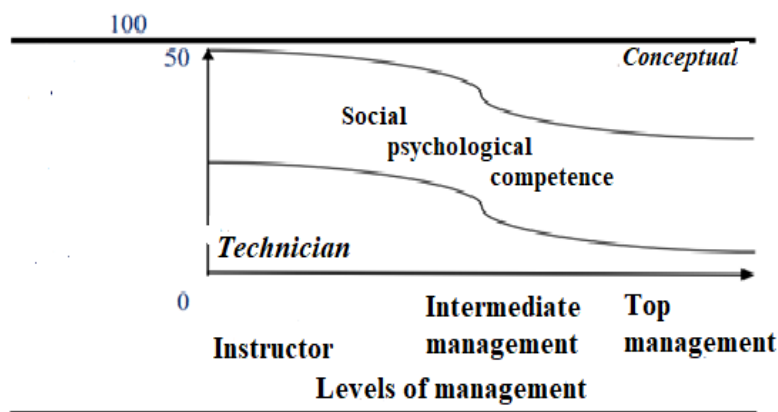 100
50
Conceptual
Social
psychological
competence
Technician
0
Intermediate Top
Instructor management management
Levels of management